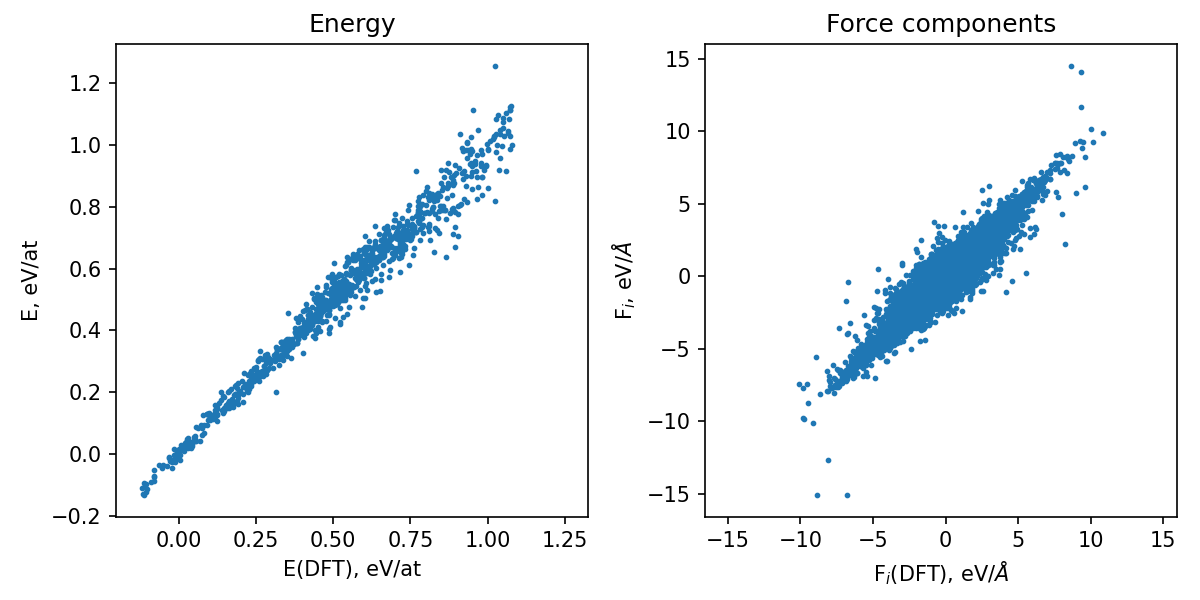 Energy
1.2
1.0
0.8
0.6
0.4
0.2
0.0
−0.2
E, eV/at
0.00 0.25 0.50 0.75 1.00 1.25
E(DFT), eV/at
Force components
15
10
5
0
−5
−10
−15
Fᵢ, eV/Å
−15 −10 −5 0 5 10 15
Fᵢ(DFT), eV/Å